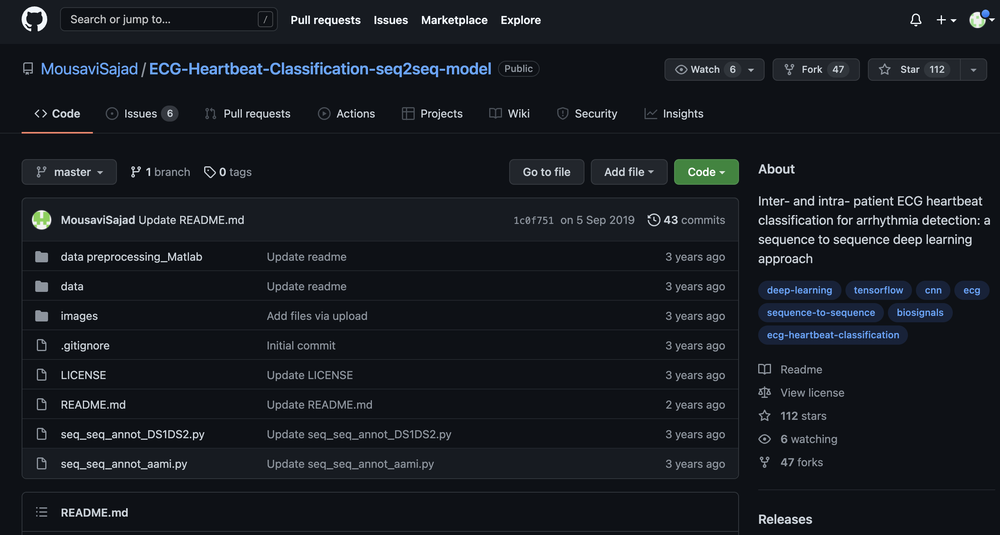 Search or jump to... /
Pull requests Issues Marketplace Explore
MousaviSajad / ECG-Heartbeat-Classification-seq2seq-model Public
Watch 6 Fork 47 Star 112
Code Issues 6 Pull requests Actions Projects Wiki Security Insights
master 1 branch 0 tags Go to file Add file Code
MousaviSajad Update README.md 1c0f751 on 5 Sep 2019 43 commits
data preprocessing_Matlab Update readme 3 years ago
data Update readme 3 years ago
images Add files via upload 3 years ago
.gitignore Initial commit 3 years ago
LICENSE Update LICENSE 3 years ago
README.md Update README.md 2 years ago
seq_seq_annot_DS1DS2.py Update seq_seq_annot_DS1DS2.py 3 years ago
seq_seq_annot_aami.py Update seq_seq_annot_aami.py 3 years ago
README.md
About
Inter- and intra- patient ECG heartbeat
classification for arrhythmia detection: a
sequence to sequence deep learning
approach
deep-learning tensorflow cnn ecg
sequence-to-sequence biosignals
ecg-heartbeat-classification
Readme
View license
112 stars
6 watching
47 forks
Releases